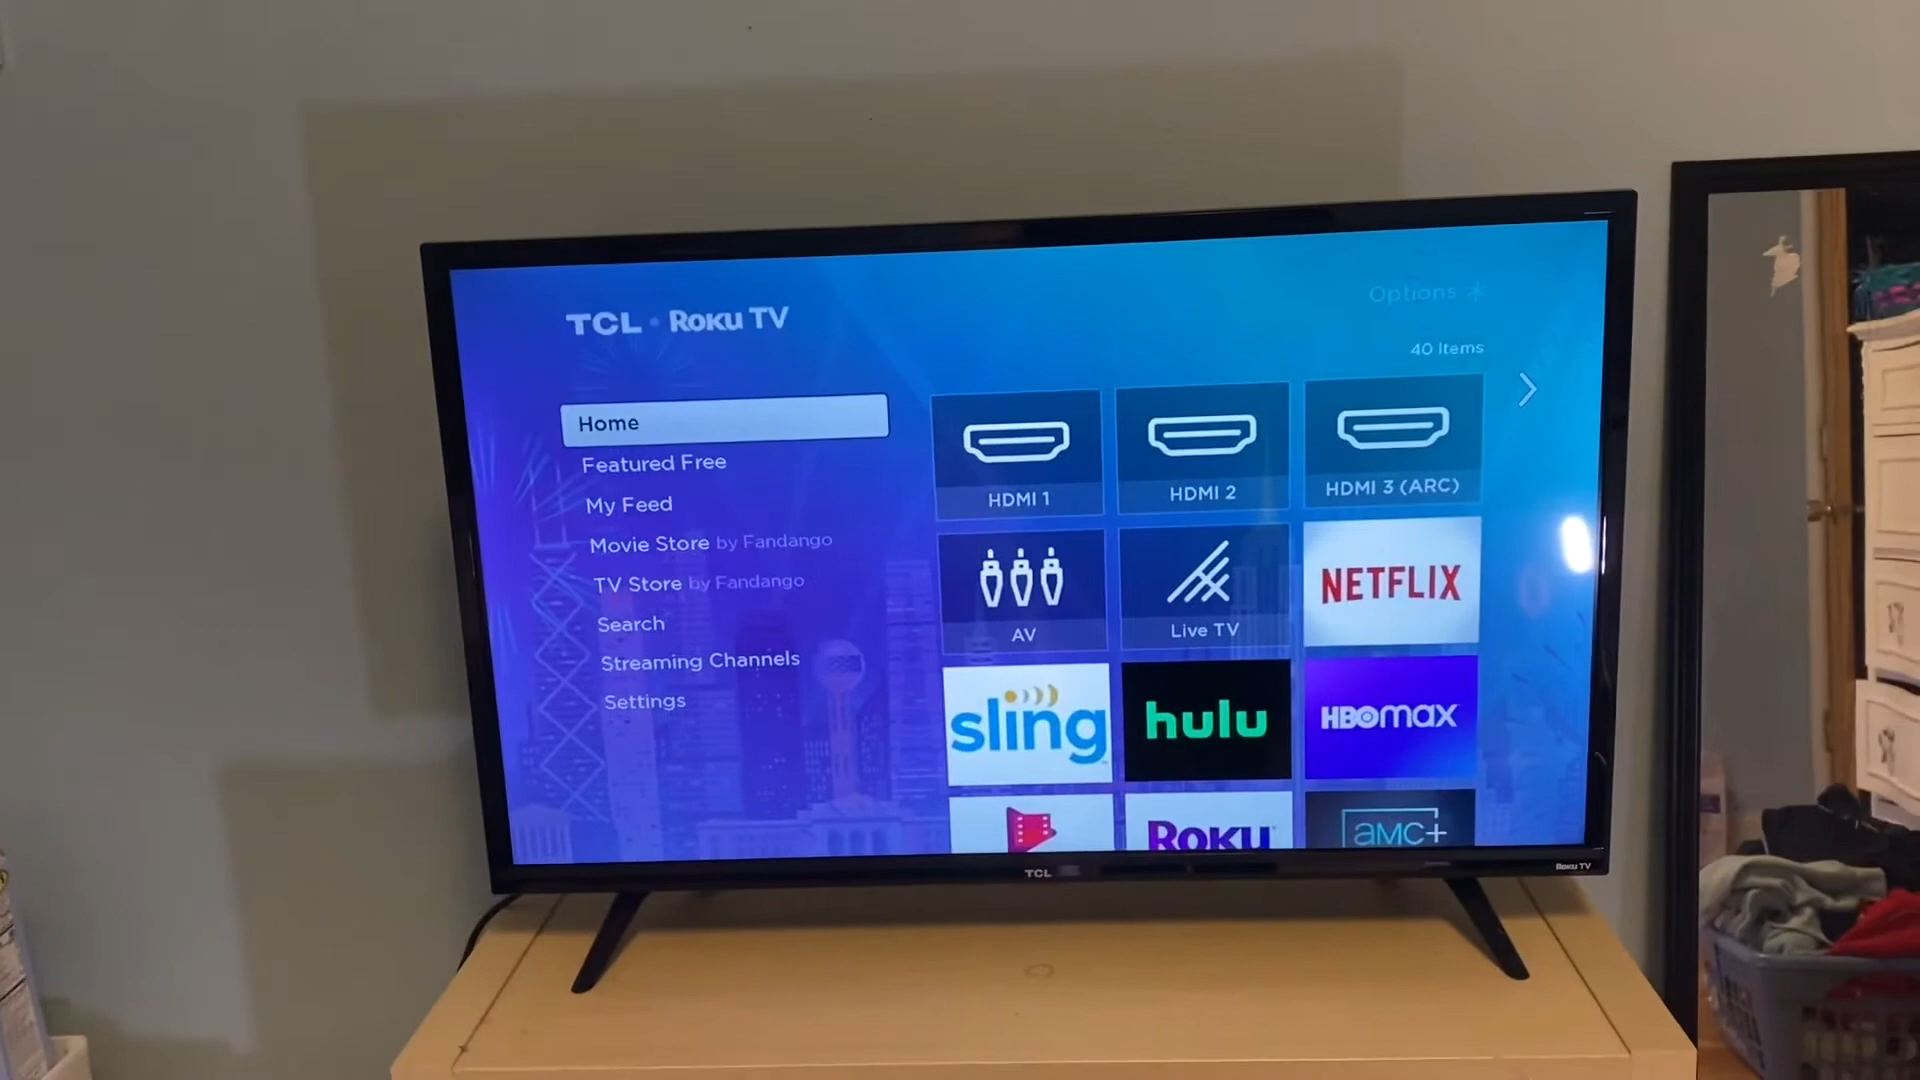 TCL • Roku TV
Options *
40 Items
Home
Featured Free
My Feed
Movie Store by Fandango
TV Store by Fandango
Search
Streaming Channels
Settings
HDMI 1
HDMI 2
HDMI 3 (ARC)
AV
Live TV
NETFLIX
sling
hulu
HBOMAX
Roku
aMC+
TCL
Roku TV